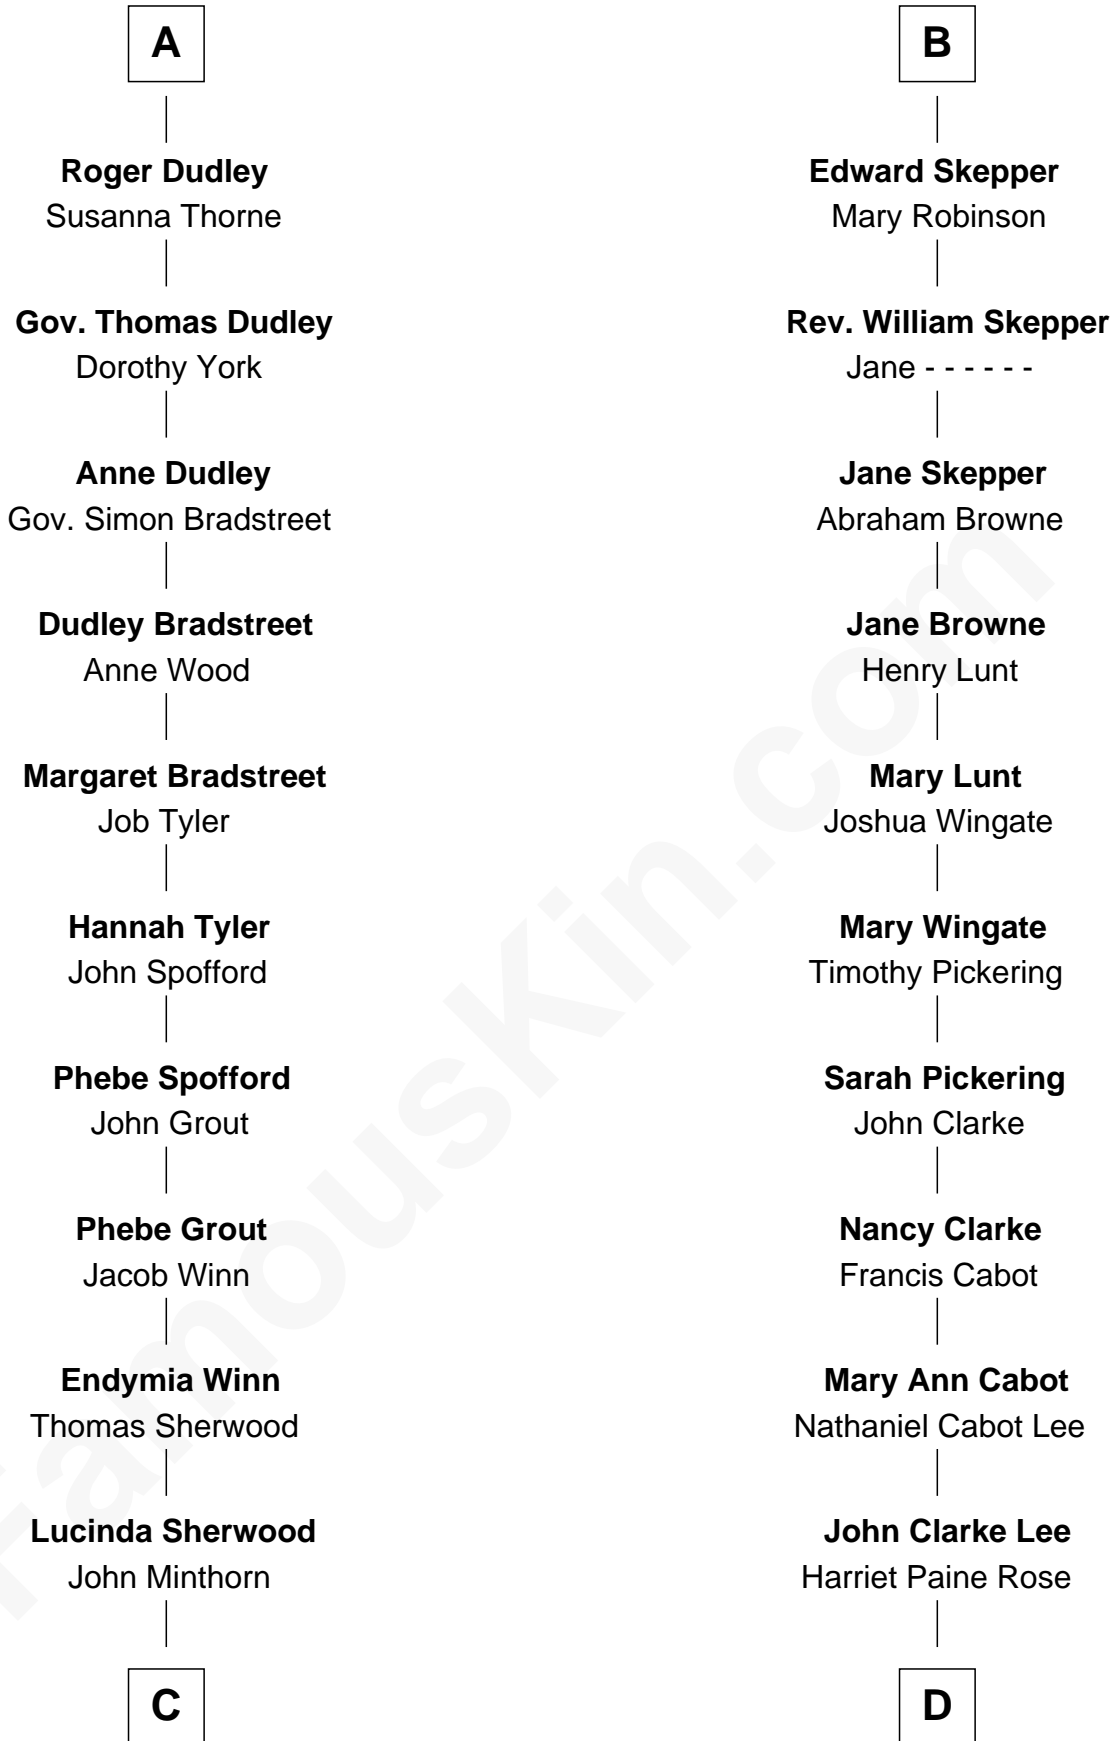 A
Roger Dudley
Susanna Thorne
Gov. Thomas Dudley
Dorothy York
Anne Dudley
Gov. Simon Bradstreet
Dudley Bradstreet
Anne Wood
Margaret Bradstreet
Job Tyler
Hannah Tyler
John Spofford
Phebe Spofford
John Grout
Phebe Grout
Jacob Winn
Endymia Winn
Thomas Sherwood
Lucinda Sherwood
John Minthorn
C
B
Edward Skepper
Mary Robinson
Rev. William Skepper
Jane - - - - - -
Jane Skepper
Abraham Browne
Jane Browne
Henry Lunt
Mary Lunt
Joshua Wingate
Mary Wingate
Timothy Pickering
Sarah Pickering
John Clarke
Nancy Clarke
Francis Cabot
Mary Ann Cabot
Nathaniel Cabot Lee
John Clarke Lee
Harriet Paine Rose
D
FamousKin.com